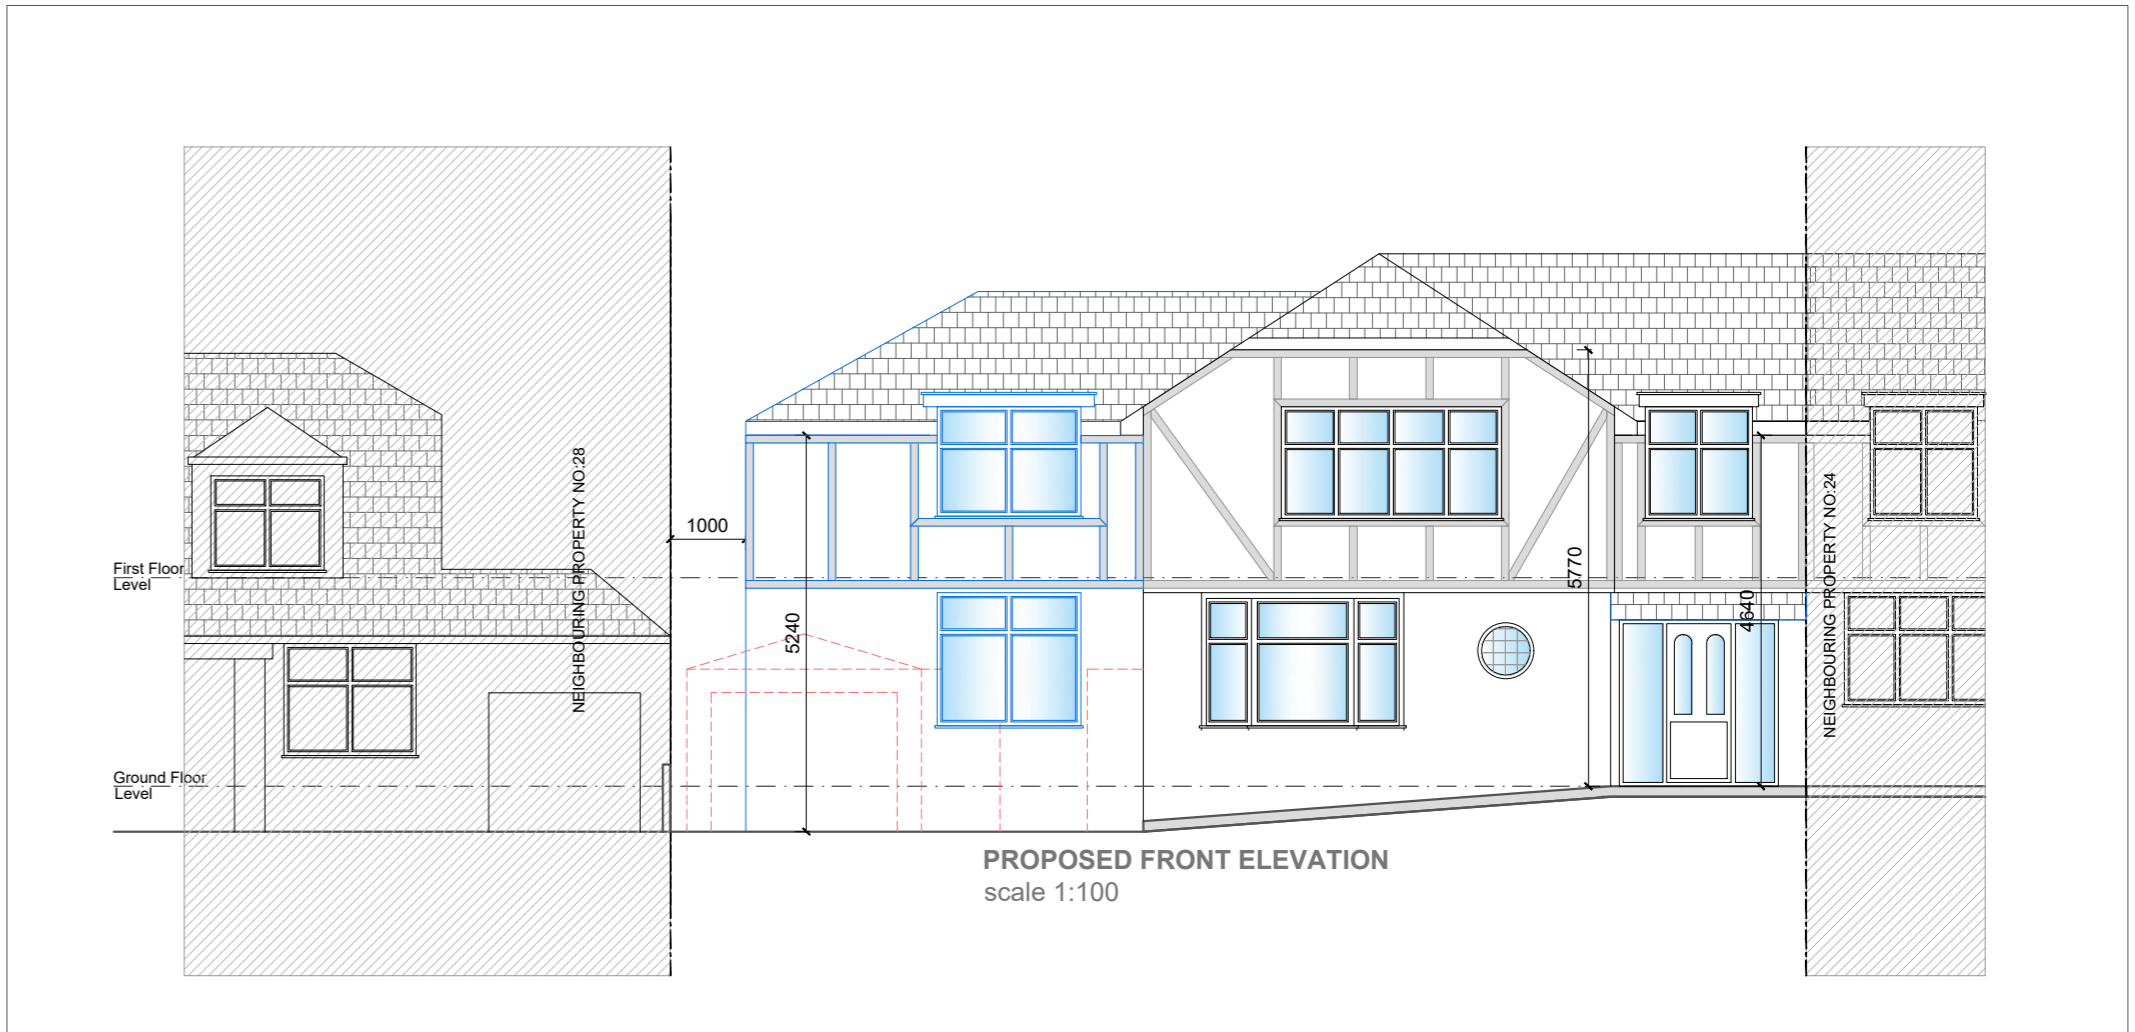 NEIGHBOURING PROPERTY NO:28
1000
First Floor
Level
5240
5770
4640
NEIGHBOURING PROPERTY NO:24
Ground Floor
Level
PROPOSED FRONT ELEVATION
scale 1:100